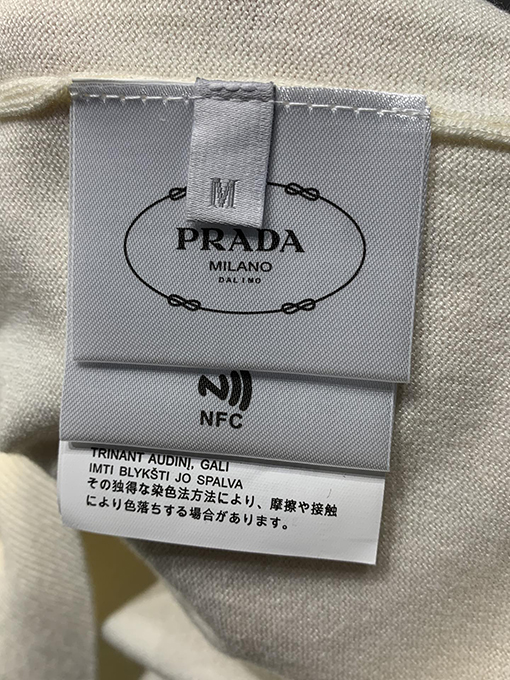 M
PRADA
MILANO
DALINO
NFC
TRINANT AUDINĮ, GALI
IMTI BLYKŠTI JO SPALVA
その独得な染色法方法により、摩擦や接触
により色落ちする場合があります。